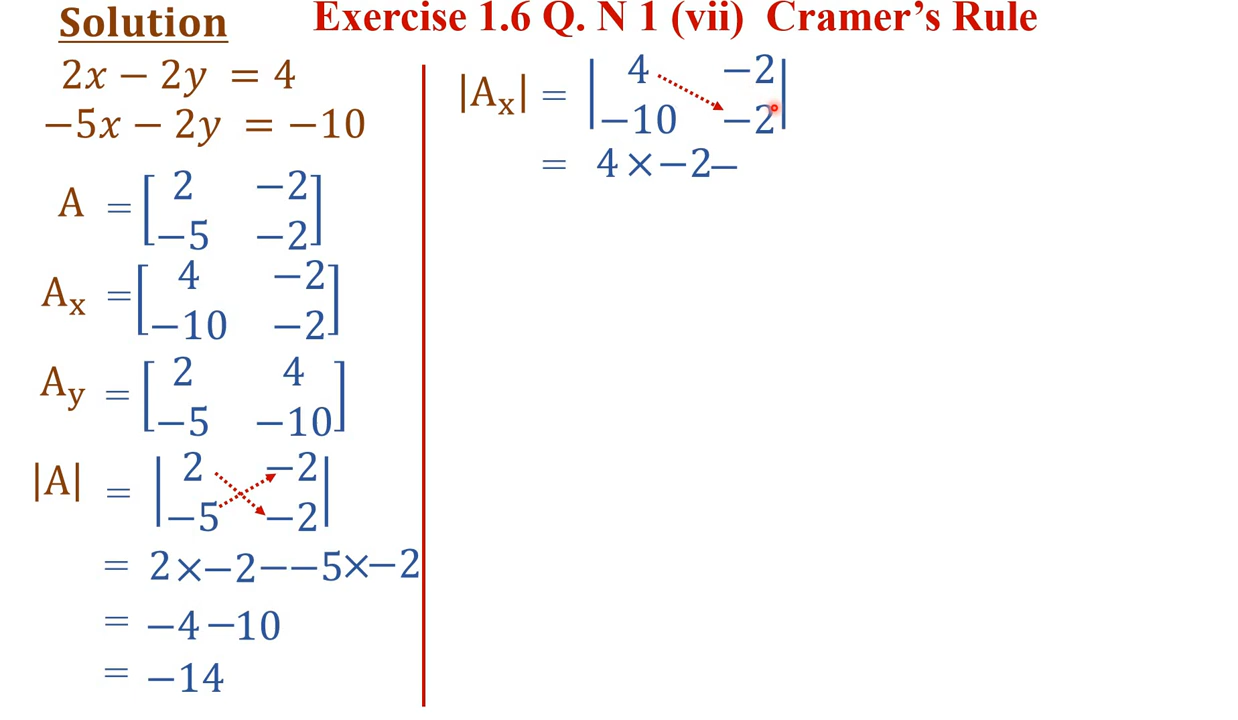 Solution
Exercise 1.6 Q. N 1 (vii) Cramer’s Rule
2x − 2y = 4
−5x − 2y = −10
A = [2 −2
−5 −2]
Aₓ = [4 −2
−10 −2]
Aᵧ = [2 4
−5 −10]
|A| = |2 −2
−5 −2|
= 2×−2−−5×−2
= −4−10
= −14
|Aₓ| = |4 −2
−10 −2|
= 4×−2−